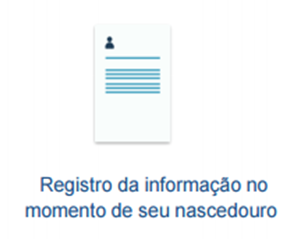 Registro da informação no
momento de seu nascedouro